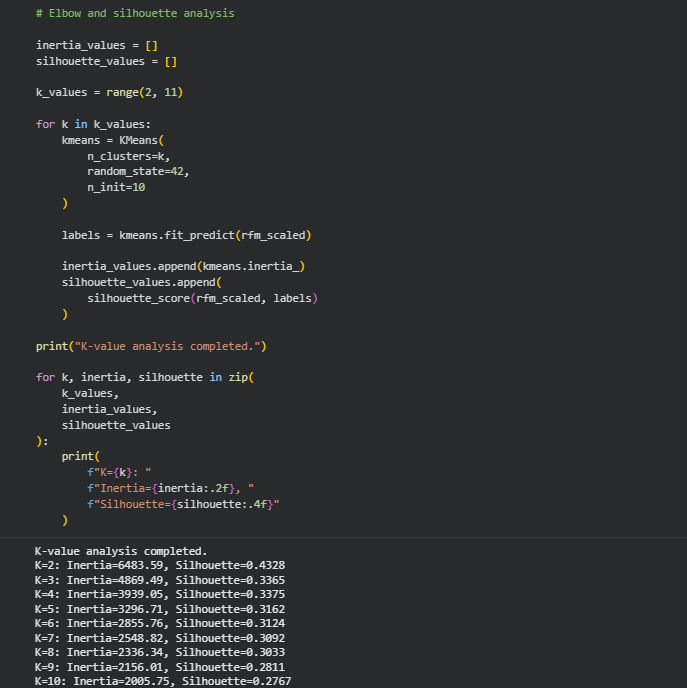 # Elbow and silhouette analysis
inertia_values = []
silhouette_values = []
k_values = range(2, 11)
for k in k_values:
    kmeans = KMeans(
        n_clusters=k,
        random_state=42,
        n_init=10
    )
    labels = kmeans.fit_predict(rfm_scaled)
    inertia_values.append(kmeans.inertia_)
    silhouette_values.append(
        silhouette_score(rfm_scaled, labels)
    )
print("K-value analysis completed.")
for k, inertia, silhouette in zip(
    k_values,
    inertia_values,
    silhouette_values
):
    print(
        f"K={k}: "
        f"Inertia={inertia:.2f}, "
        f"Silhouette={silhouette:.4f}"
    )
K-value analysis completed.
K=2: Inertia=6483.59, Silhouette=0.4328
K=3: Inertia=4869.49, Silhouette=0.3365
K=4: Inertia=3939.05, Silhouette=0.3375
K=5: Inertia=3296.71, Silhouette=0.3162
K=6: Inertia=2855.76, Silhouette=0.3124
K=7: Inertia=2548.82, Silhouette=0.3092
K=8: Inertia=2336.34, Silhouette=0.3033
K=9: Inertia=2156.01, Silhouette=0.2811
K=10: Inertia=2005.75, Silhouette=0.2767